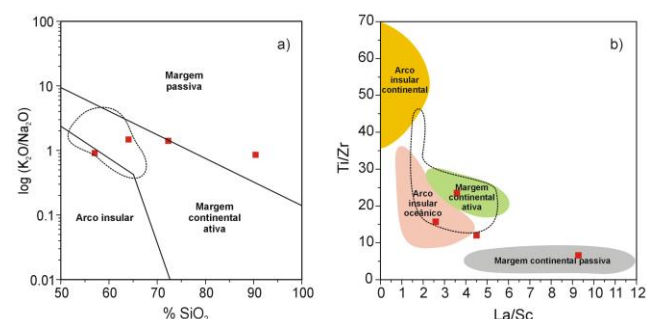 a)
100
10
1
0.1
0.01
log (K₂O/Na₂O)
Margem
passiva
Arco insular
Margem
continental
ativa
50 60 70 80 90 100
% SiO₂
b)
70
60
50
40
30
20
10
0
Ti/Zr
Arco
insular
continental
Margem
continental
ativa
Arco
insular
oceânico
Margem continental passiva
0 1 2 3 4 5 6 7 8 9 10 11 12
La/Sc